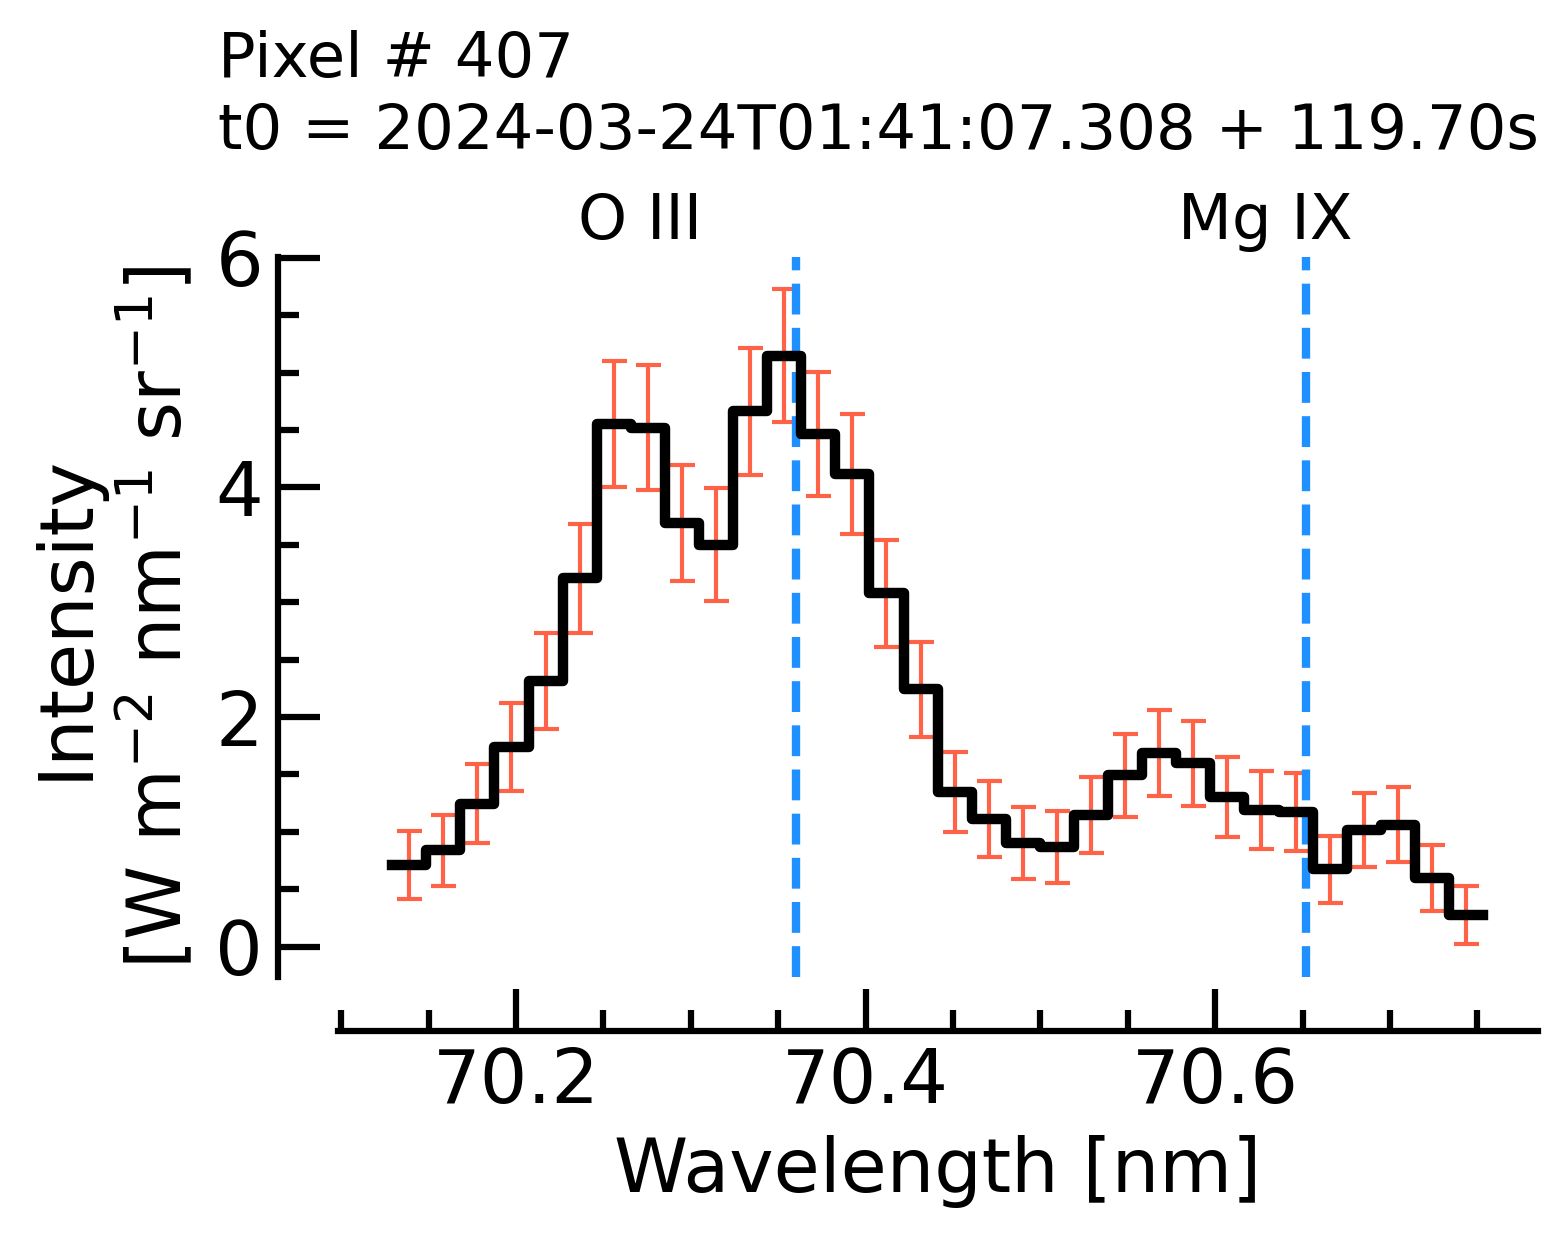 Pixel # 407
t0 = 2024-03-24T01:41:07.308 + 119.70s
O III Mg IX
Intensity
[W m⁻² nm⁻¹ sr⁻¹]
6
4
2
0
70.2 70.4 70.6
Wavelength [nm]